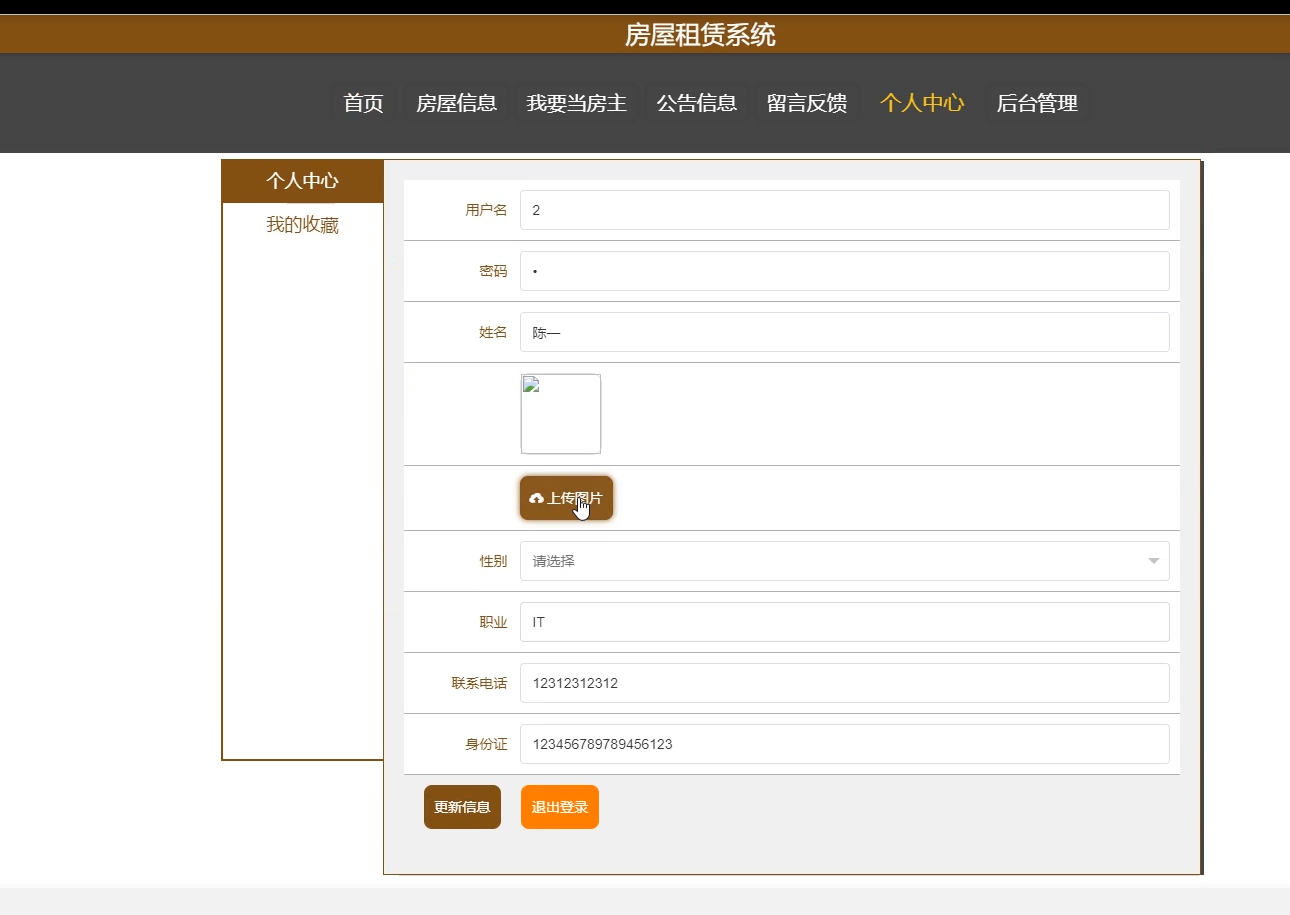 房屋租赁系统
首页 房屋信息 我要当房主 公告信息 留言反馈 个人中心 后台管理
个人中心
我的收藏
用户名 2
密码 •
姓名 陈一
上传图片
性别 请选择
职业 IT
联系电话 12312312312
身份证 123456789789456123
更新信息 退出登录